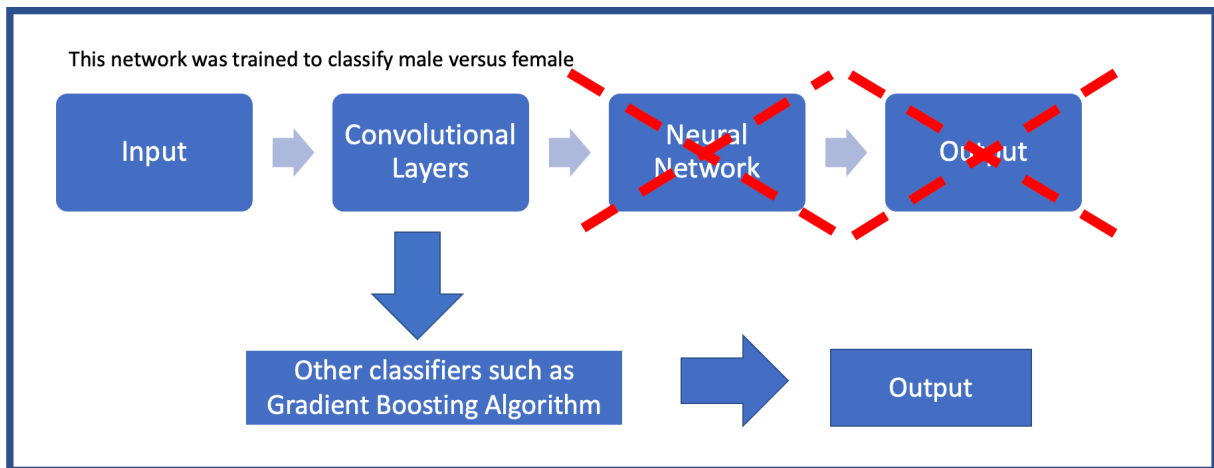 This network was trained to classify male versus female
Input
Convolutional
Layers
Neural
Network
Output
Other classifiers such as
Gradient Boosting Algorithm
Output